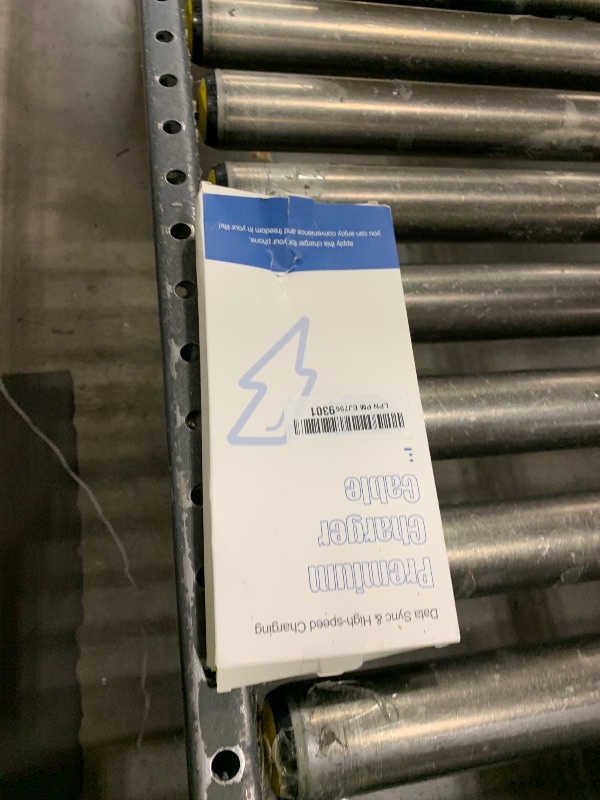 Data Sync & High-speed Charging
Premium
Charger
Cable
LPN PM EJ7969301
apply this charger for your phone,
you can enjoy convenience and freedom in your life!